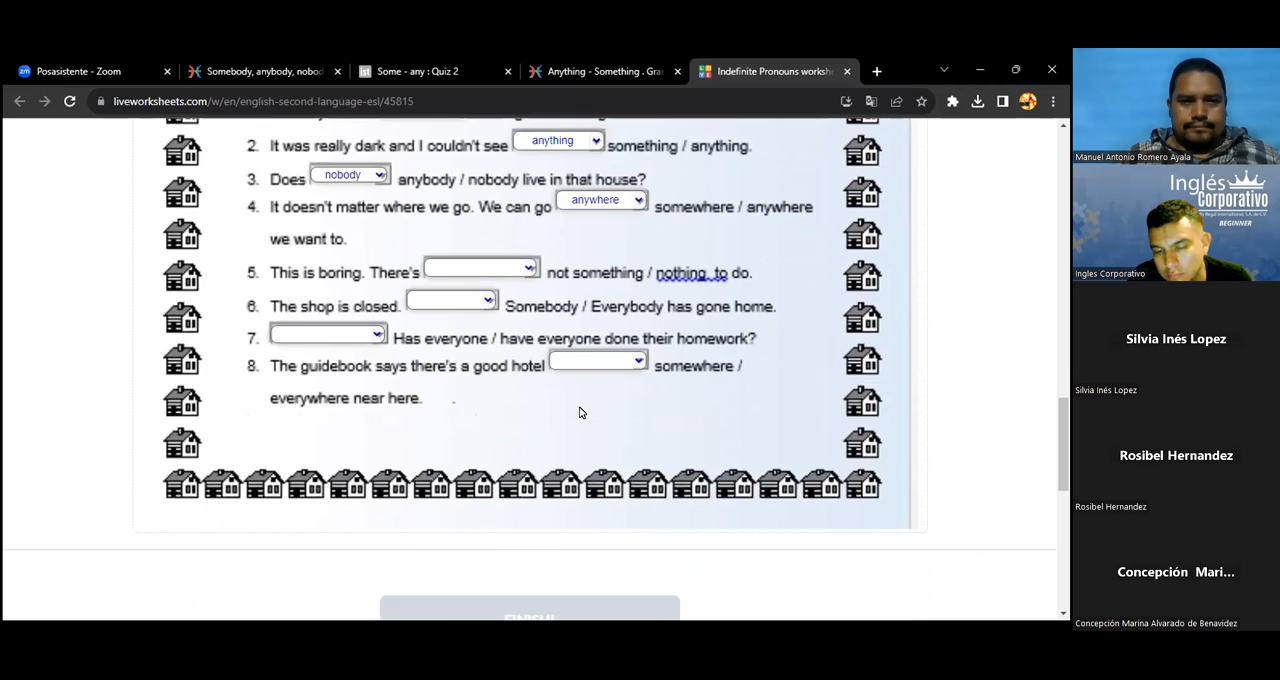 Posasistente - Zoom
Somebody, anybody, nobod
Some - any : Quiz 2
Anything - Something . Gra
Indefinite Pronouns worksh
liveworksheets.com/w/en/english-second-language-esl/45815
2. It was really dark and I couldn't see anything something / anything.
3. Does nobody anybody / nobody live in that house?
4. It doesn't matter where we go. We can go anywhere somewhere / anywhere
we want to.
5. This is boring. There's not something / nothing to do.
6. The shop is closed. Somebody / Everybody has gone home.
7. Has everyone / have everyone done their homework?
8. The guidebook says there's a good hotel somewhere /
everywhere near here. .
Manuel Antonio Romero Ayala
Inglés
Corporativo
BEGINNER
Ingles Corporativo
Silvia Inés Lopez
Silvia Inés Lopez
Rosibel Hernandez
Rosibel Hernandez
Concepción Mari...
Concepción Marina Alvarado de Benavidez